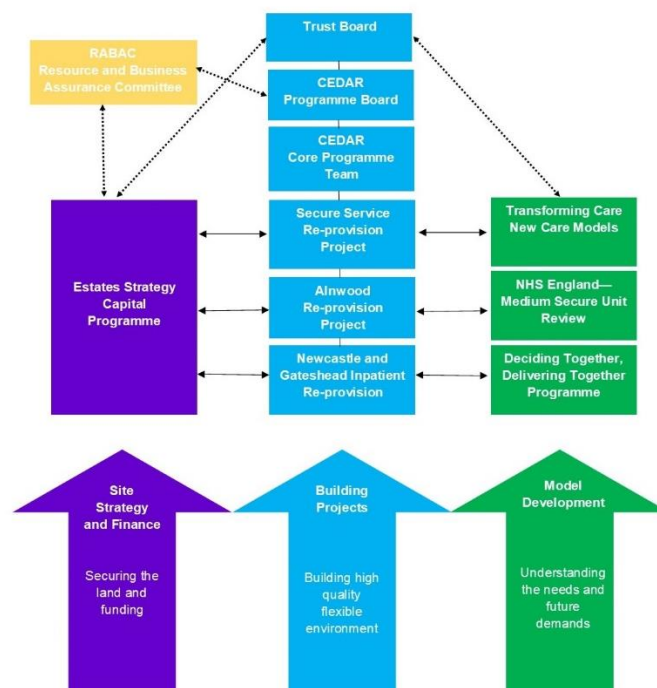 Trust Board
RABAC
Resource and Business
Assurance Committee
CEDAR
Programme Board
CEDAR
Core Programme
Team
Estates Strategy
Capital
Programme
Secure Service
Re-provision
Project
Transforming Care
New Care Models
Alnwood
Re-provision
Project
NHS England—
Medium Secure Unit
Review
Newcastle and
Gateshead Inpatient
Re-provision
Deciding Together,
Delivering Together
Programme
Site
Strategy
and Finance
Securing the
land and
funding
Building
Projects
Building high
quality
flexible
environment
Model
Development
Understanding
the needs and
future
demands